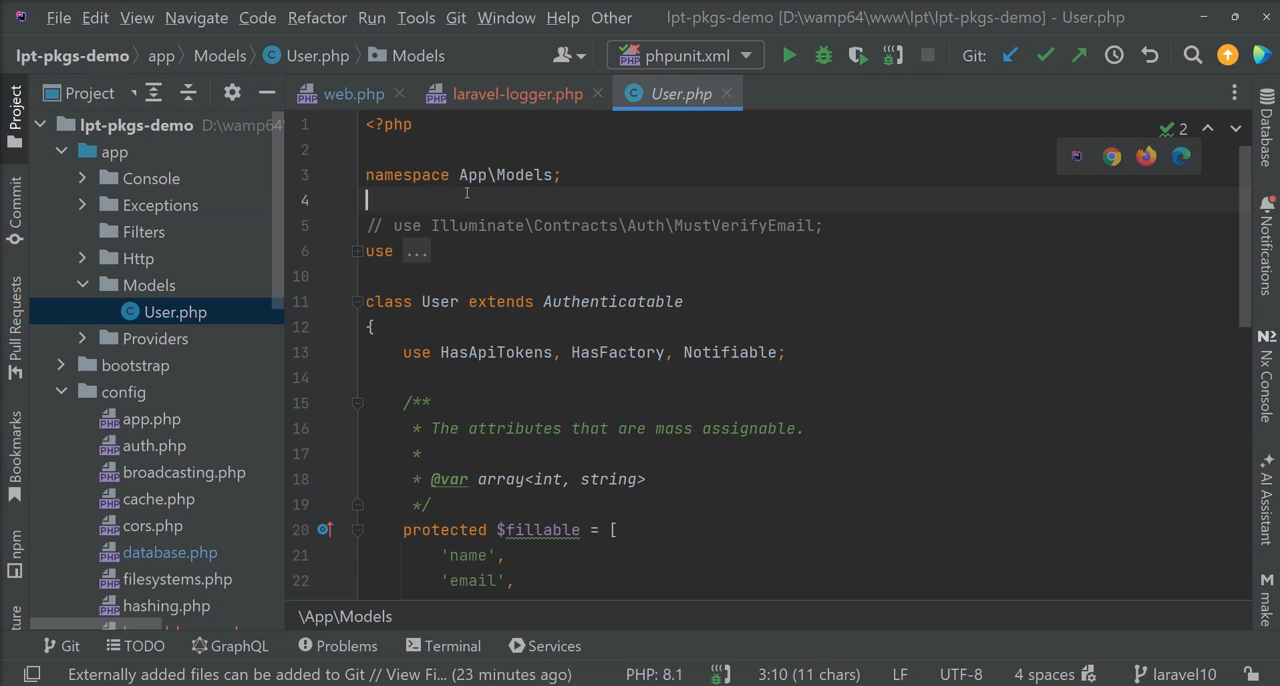 File Edit View Navigate Code Refactor Run Tools Git Window Help Other lpt-pkgs-demo [D:\wamp64\www\lpt\lpt-pkgs-demo] - User.php
lpt-pkgs-demo app Models User.php Models phpunit.xml Git:
Project
Commit
Pull Requests
Bookmarks
npm
Project
lpt-pkgs-demo D:\wamp64
app
Console
Exceptions
Filters
Http
Models
User.php
Providers
bootstrap
config
app.php
auth.php
broadcasting.php
cache.php
cors.php
database.php
filesystems.php
hashing.php
web.php laravel-logger.php User.php
2
1 <?php
2
3 namespace App\Models;
4
5 // use Illuminate\Contracts\Auth\MustVerifyEmail;
6 use ...
10
11 class User extends Authenticatable
12 {
13 use HasApiTokens, HasFactory, Notifiable;
14
15 /**
16 * The attributes that are mass assignable.
17 *
18 * @var array<int, string>
19 */
20 protected $fillable = [
21 'name',
22 'email',
\App\Models
Database
Notifications
Nx Console
AI Assistant
make
Git TODO GraphQL Problems Terminal Services
Externally added files can be added to Git // View Fi... (23 minutes ago) PHP: 8.1 3:10 (11 chars) LF UTF-8 4 spaces laravel10